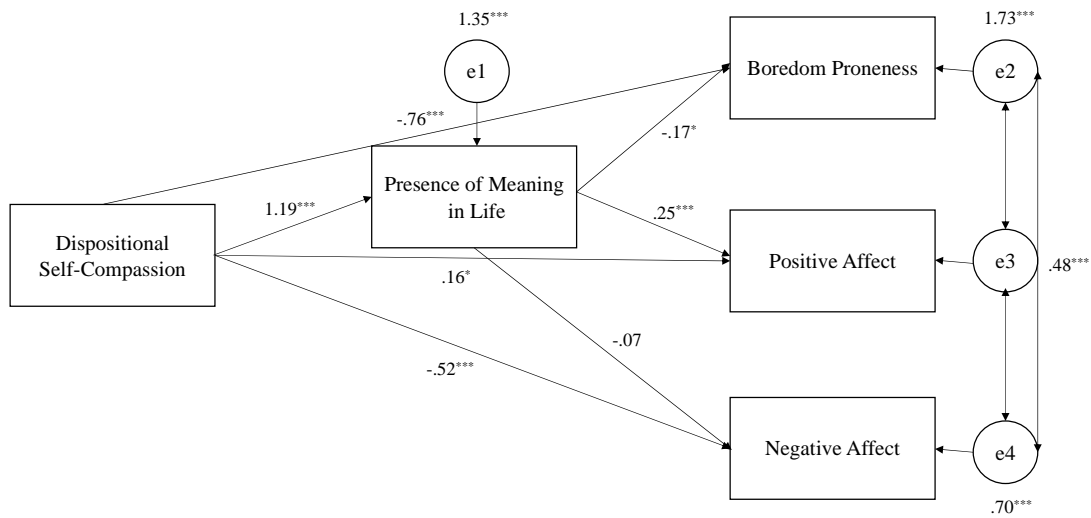 1.35***
1.73***
e1
Boredom Proneness
e2
-.76***
-.17*
Presence of Meaning
in Life
1.19***
.25***
Dispositional
Self-Compassion
Positive Affect
e3
.48***
.16*
-.07
-.52***
Negative Affect
e4
.70***